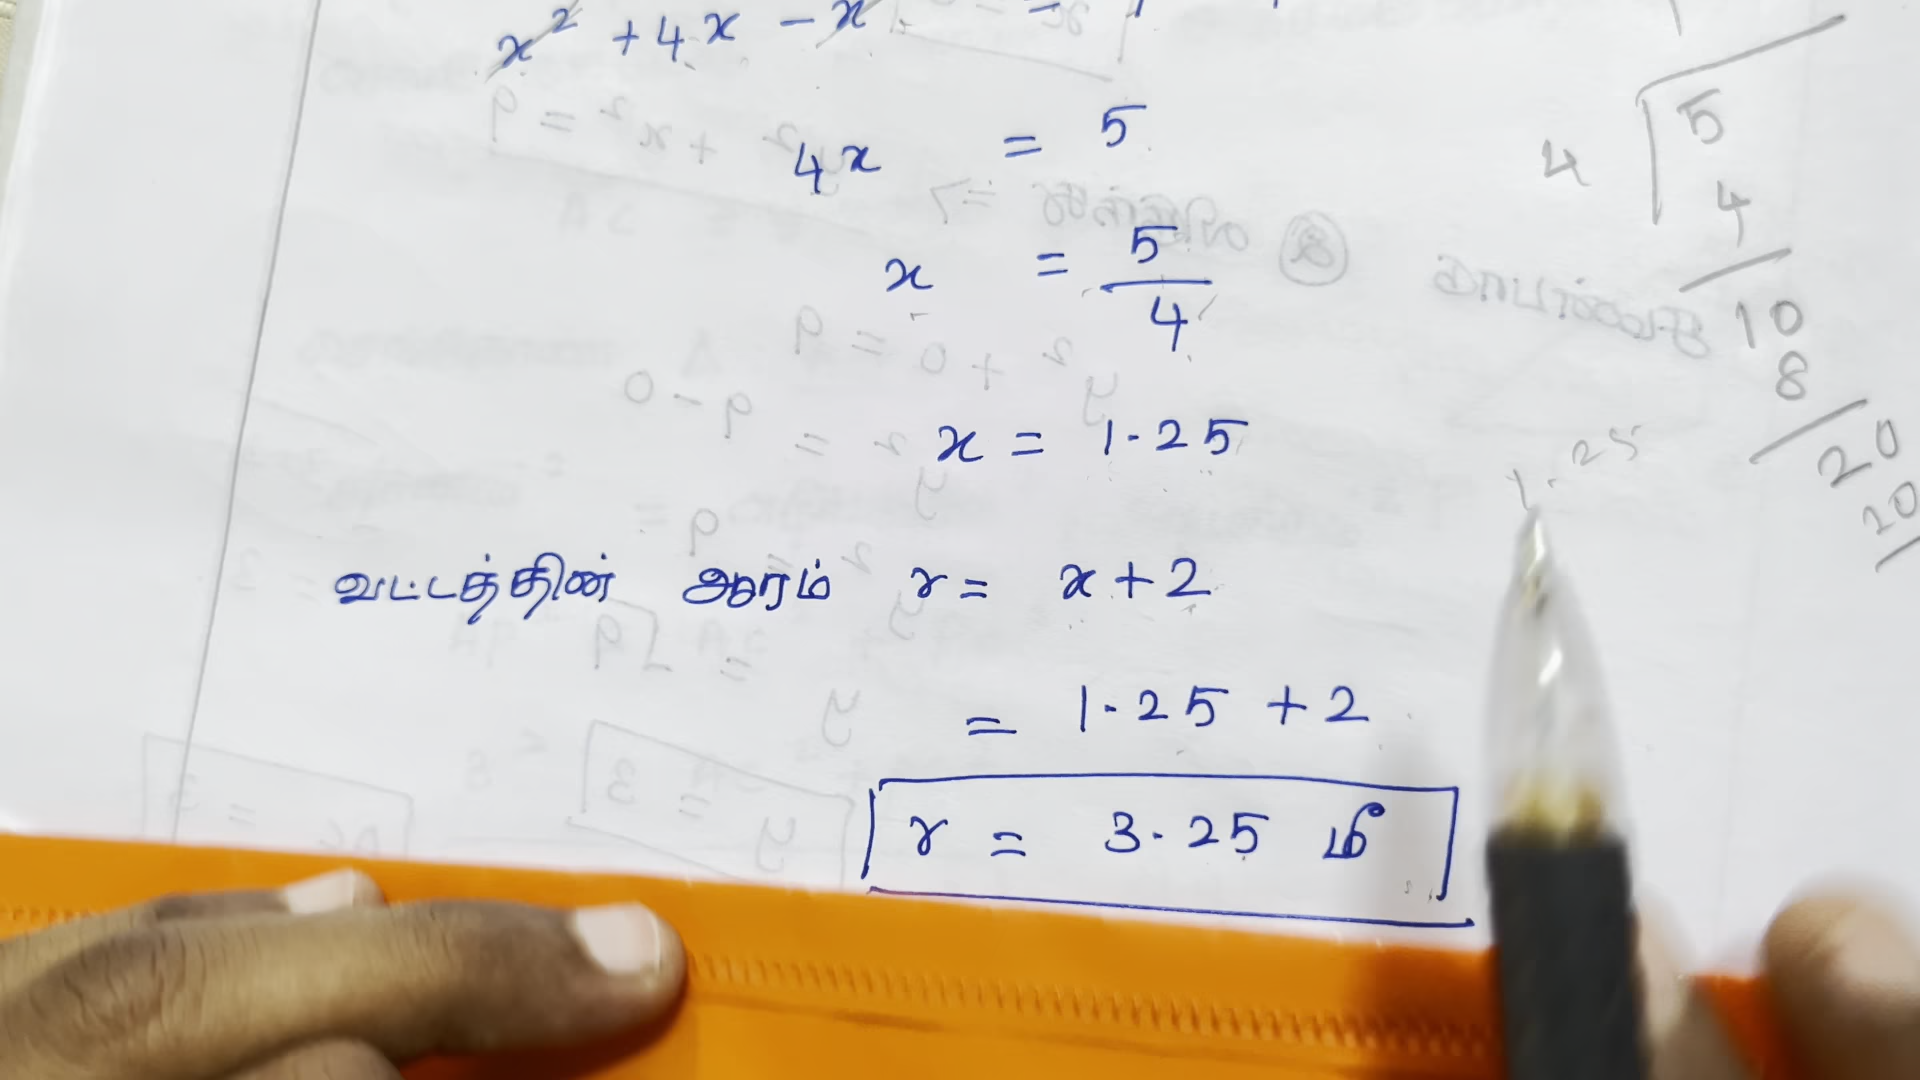 x² + 4x - x
4x = 5
x = 5/4
x = 1.25
வட்டத்தின் ஆரம் r = x + 2
= 1.25 + 2
r = 3.25 மீ
4 5
4
10
8
20
20
1.25